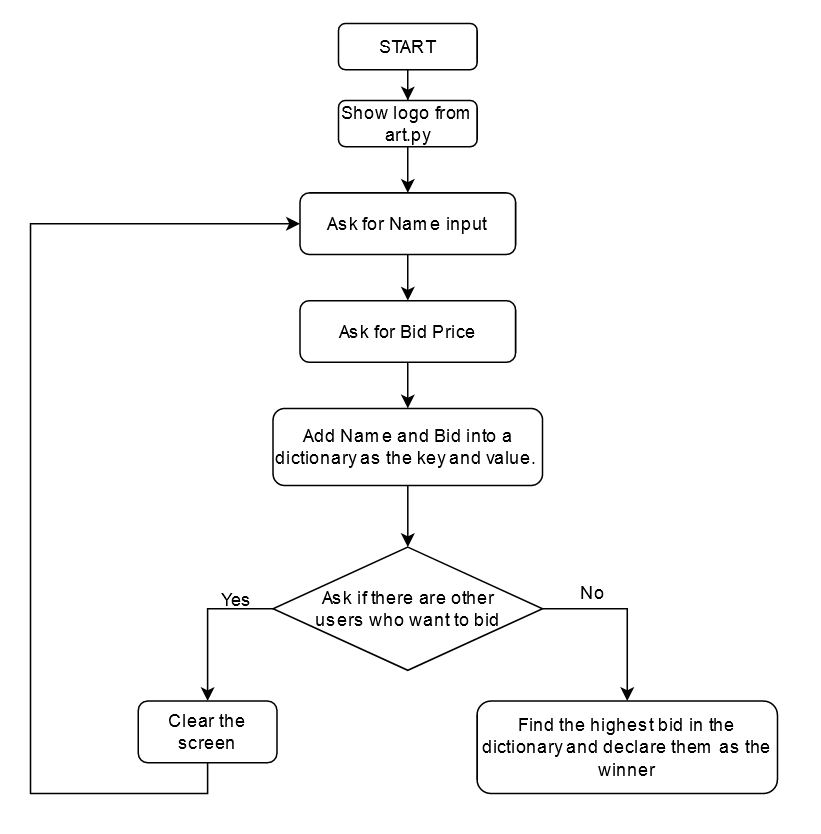 START
Show logo from
art.py
Ask for Name input
Ask for Bid Price
Add Name and Bid into a
dictionary as the key and value.
Ask if there are other
users who want to bid
Yes
No
Clear the
screen
Find the highest bid in the
dictionary and declare them as the
winner